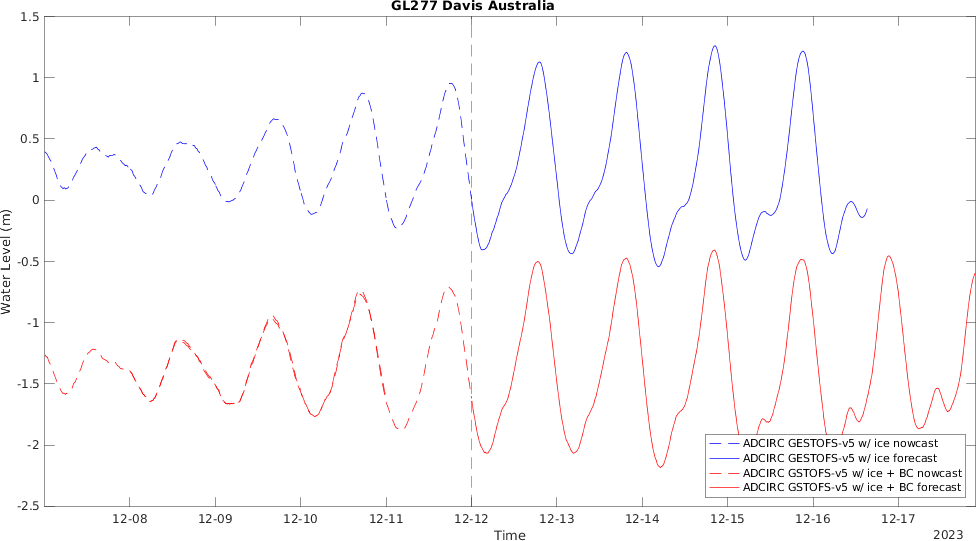 GL277 Davis Australia
1.5
1
0.5
0
-0.5
-1
-1.5
-2
-2.5
Water Level (m)
ADCIRC GESTOFS-v5 w/ ice nowcast
ADCIRC GESTOFS-v5 w/ ice forecast
ADCIRC GSTOFS-v5 w/ ice + BC nowcast
ADCIRC GSTOFS-v5 w/ ice + BC forecast
12-08 12-09 12-10 12-11 12-12 12-13 12-14 12-15 12-16 12-17
Time
2023